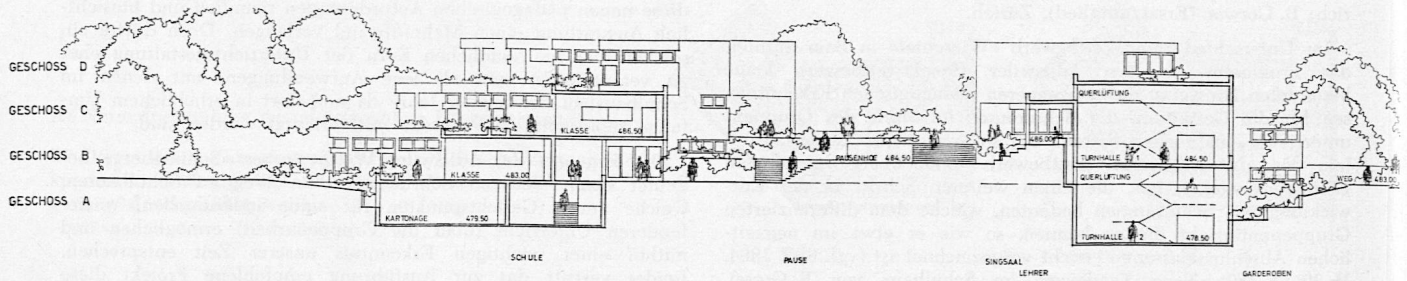 GESCHOSS D
GESCHOSS C
GESCHOSS B
GESCHOSS A
KLASSE 486.50
KLASSE 483.00
KARTONAGE 479.50
PAUSENHOF 484.50
486.00
QUERLÜFTUNG
TURNHALLE 1 484.50
QUERLÜFTUNG
TURNHALLE 2 478.50
WEG 483.00
SCHULE
PAUSE
SINGSAAL
LEHRER
GARDEROBEN